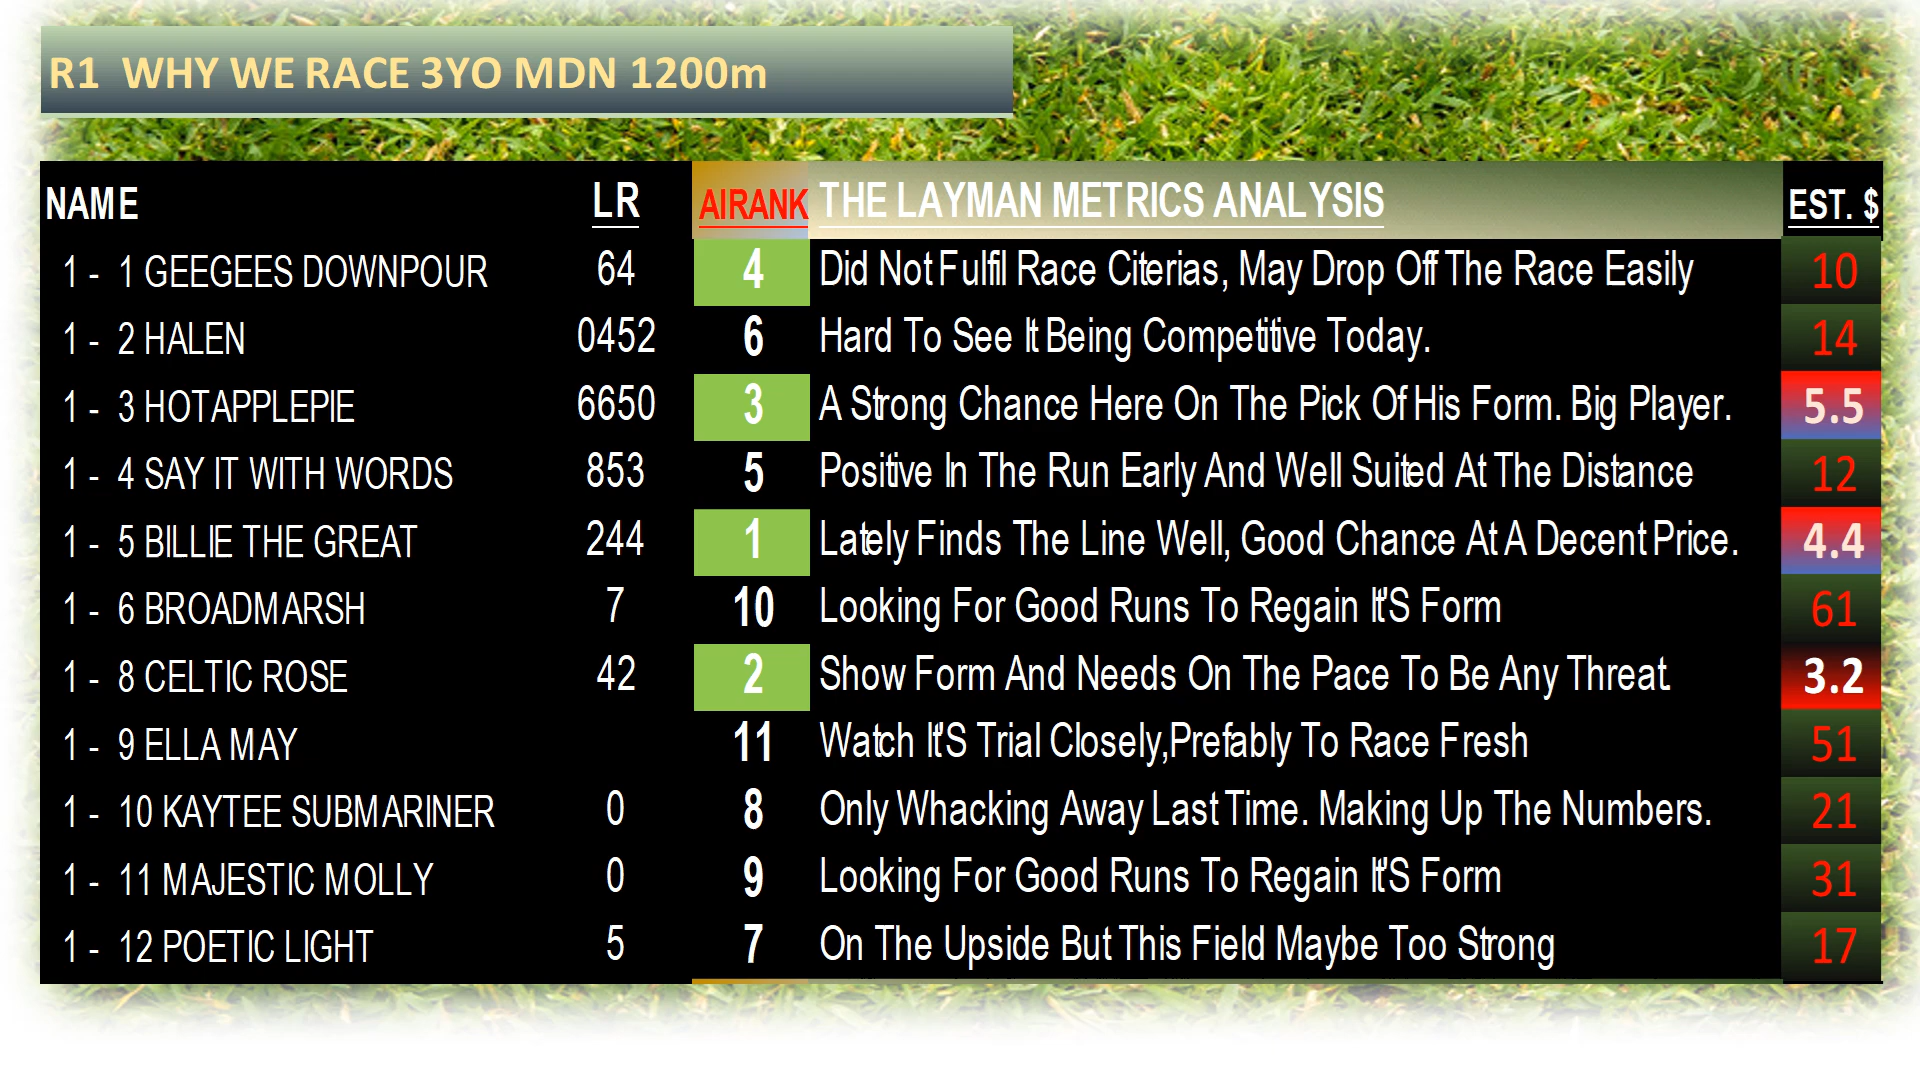 R1 WHY WE RACE 3YO MDN 1200m
NAME LR AIRANK THE LAYMAN METRICS ANALYSIS EST. $
1 - 1 GEEGEES DOWNPOUR 64 4 Did Not Fulfil Race Citerias, May Drop Off The Race Easily 10
1 - 2 HALEN 0452 6 Hard To See It Being Competitive Today. 14
1 - 3 HOTAPPLEPIE 6650 3 A Strong Chance Here On The Pick Of His Form. Big Player. 5.5
1 - 4 SAY IT WITH WORDS 853 5 Positive In The Run Early And Well Suited At The Distance 12
1 - 5 BILLIE THE GREAT 244 1 Lately Finds The Line Well, Good Chance At A Decent Price. 4.4
1 - 6 BROADMARSH 7 10 Looking For Good Runs To Regain It'S Form 61
1 - 8 CELTIC ROSE 42 2 Show Form And Needs On The Pace To Be Any Threat. 3.2
1 - 9 ELLA MAY 11 Watch It'S Trial Closely,Prefably To Race Fresh 51
1 - 10 KAYTEE SUBMARINER 0 8 Only Whacking Away Last Time. Making Up The Numbers. 21
1 - 11 MAJESTIC MOLLY 0 9 Looking For Good Runs To Regain It'S Form 31
1 - 12 POETIC LIGHT 5 7 On The Upside But This Field Maybe Too Strong 17